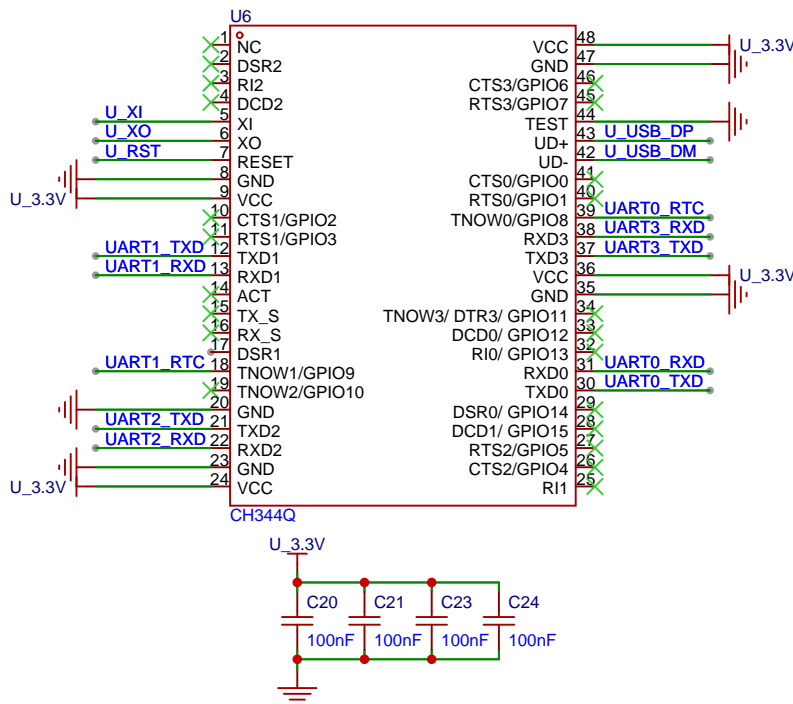 U6
1 NC
2 DSR2
3 RI2
4 DCD2
U_XI 5 XI
U_XO 6 XO
U_RST 7 RESET
8 GND
U_3.3V 9 VCC
10 CTS1/GPIO2
11 RTS1/GPIO3
UART1_TXD 12 TXD1
UART1_RXD 13 RXD1
14 ACT
15 TX_S
16 RX_S
17 DSR1
UART1_RTC 18 TNOW1/GPIO9
19 TNOW2/GPIO10
20 GND
UART2_TXD 21 TXD2
UART2_RXD 22 RXD2
23 GND
U_3.3V 24 VCC
VCC 48 U_3.3V
GND 47
CTS3/GPIO6 46
RTS3/GPIO7 45
TEST 44
UD+ 43 U_USB_DP
UD- 42 U_USB_DM
CTS0/GPIO0 41
RTS0/GPIO1 40
TNOW0/GPIO8 39 UART0_RTC
RXD3 38 UART3_RXD
TXD3 37 UART3_TXD
VCC 36 U_3.3V
GND 35
TNOW3/ DTR3/ GPIO11 34
DCD0/ GPIO12 33
RI0/ GPIO13 32
RXD0 31 UART0_RXD
TXD0 30 UART0_TXD
DSR0/ GPIO14 29
DCD1/ GPIO15 28
RTS2/GPIO5 27
CTS2/GPIO4 26
RI1 25
CH344Q
U_3.3V
C20 C21 C23 C24
100nF 100nF 100nF 100nF